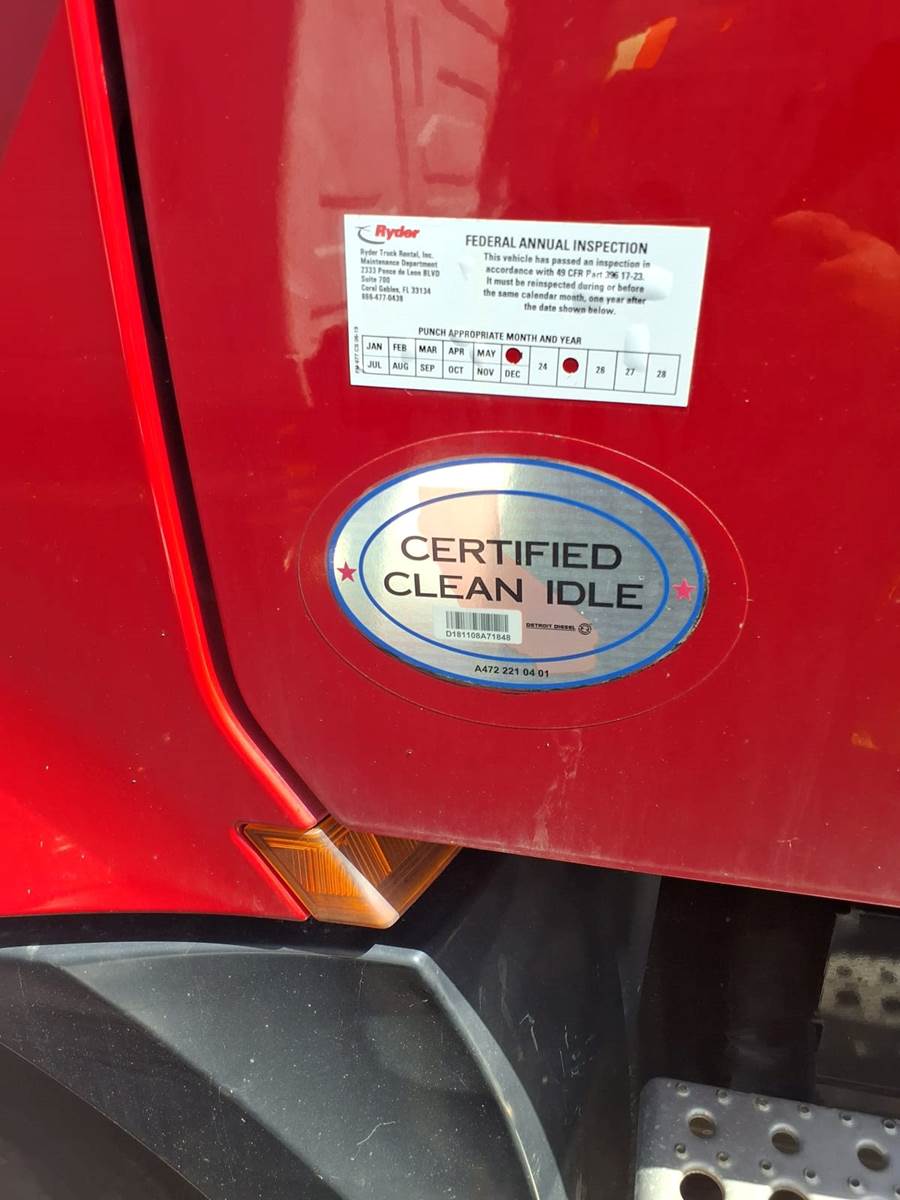 Ryder
Ryder Truck Rental, Inc.
Maintenance Department
2333 Ponce de Leon BLVD
Suite 700
Coral Gables, FL 33134
866-477-0438
FEDERAL ANNUAL INSPECTION
This vehicle has passed an inspection in
accordance with 49 CFR Part 396 17-23.
It must be reinspected during or before
the same calendar month, one year after
the date shown below.
PUNCH APPROPRIATE MONTH AND YEAR
JAN FEB MAR APR MAY 24 26 27 28
JUL AUG SEP OCT NOV DEC
CERTIFIED
CLEAN IDLE
D181108A71848
DETROIT DIESEL
A472 221 04 01